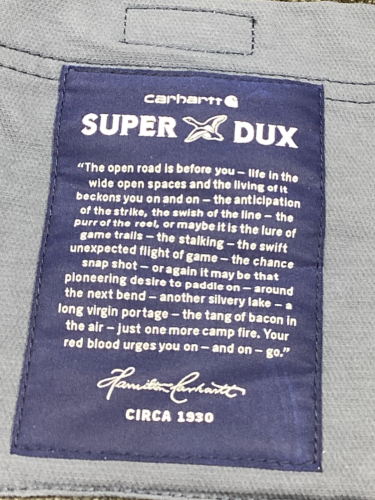 carhartt
SUPER DUX
“The open road is before you – life in the
wide open spaces and the living of it
beckons you on and on – the anticipation
of the strike, the swish of the line – the
purr of the reel, or maybe it is the lure of
game trails – the stalking – the swift
unexpected flight of game – the chance
snap shot – or again it may be that
pioneering desire to paddle on – around
the next bend – another silvery lake – a
long virgin portage – the tang of bacon in
the air – just one more camp fire. Your
red blood urges you on – and on – go.”
Hamilton Carhartt
CIRCA 1930